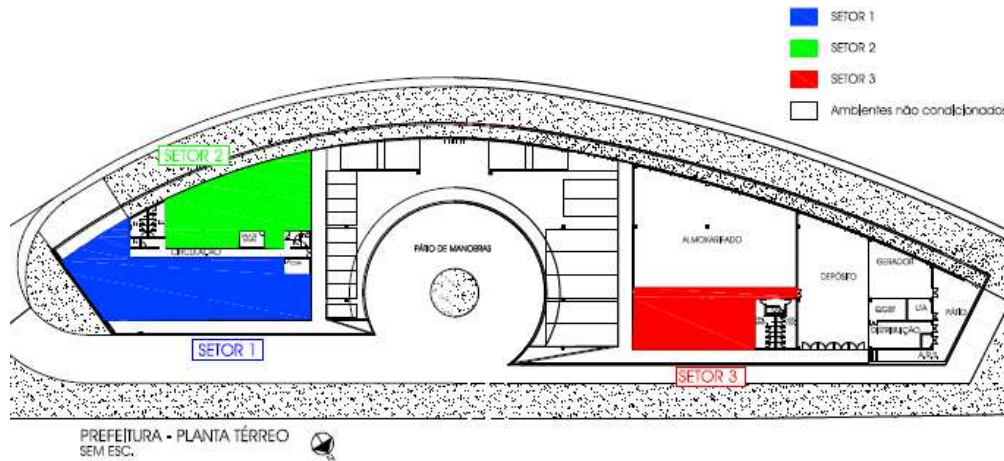 SETOR 1
SETOR 2
SETOR 3
Ambientes não condicionados
SETOR 2
CIRCULAÇÃO
PÁTIO DE MANOBRAS
ALMOXARIFADO
DEPÓSITO
GERADOR
PÁTIO
DISTRIBUIÇÃO
SETOR 1
SETOR 3
PREFEITURA - PLANTA TÉRREO
SEM ESC.
N